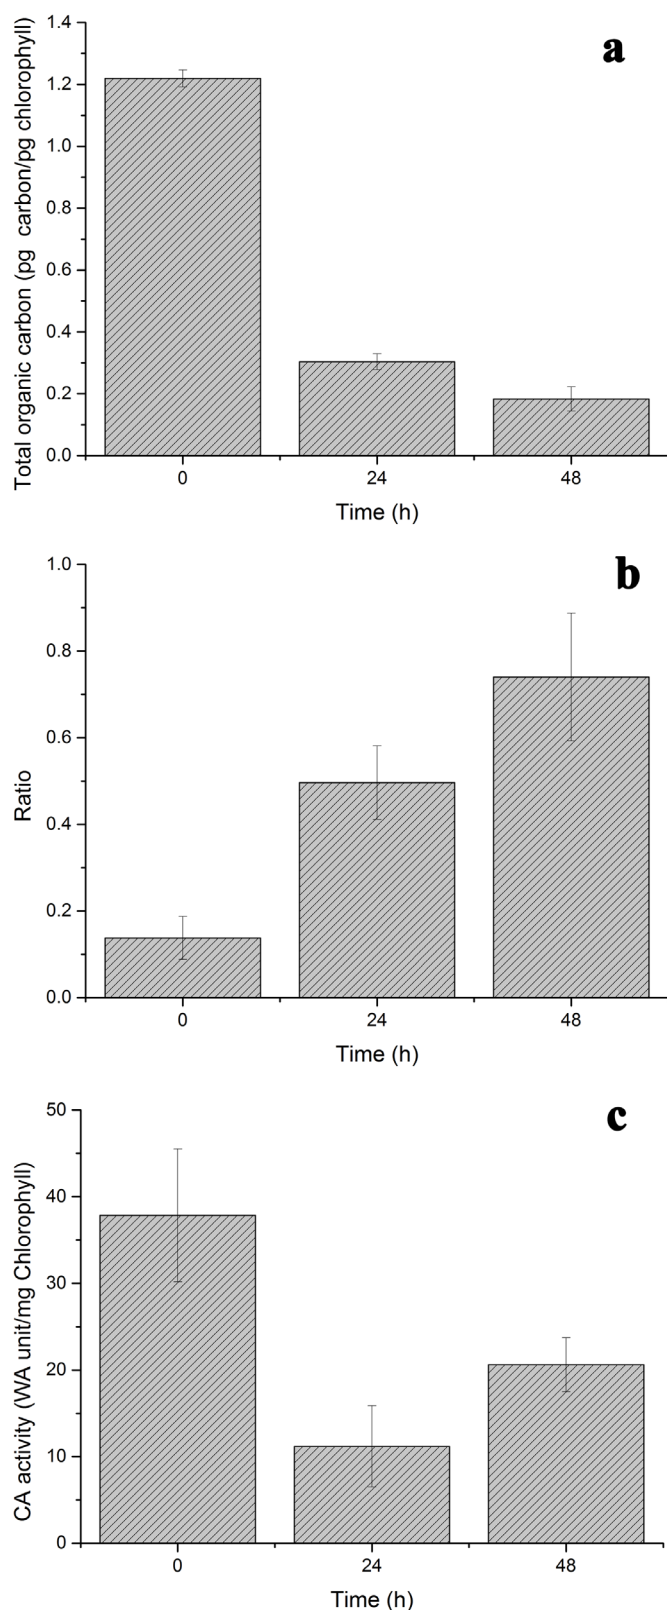 a
Total organic carbon (pg carbon/pg chlorophyll)
1.4
1.2
1.0
0.8
0.6
0.4
0.2
0.0
0 24 48
Time (h)
b
Ratio
1.0
0.8
0.6
0.4
0.2
0.0
0 24 48
Time (h)
c
CA activity (WA unit/mg Chlorophyll)
50
40
30
20
10
0
0 24 48
Time (h)